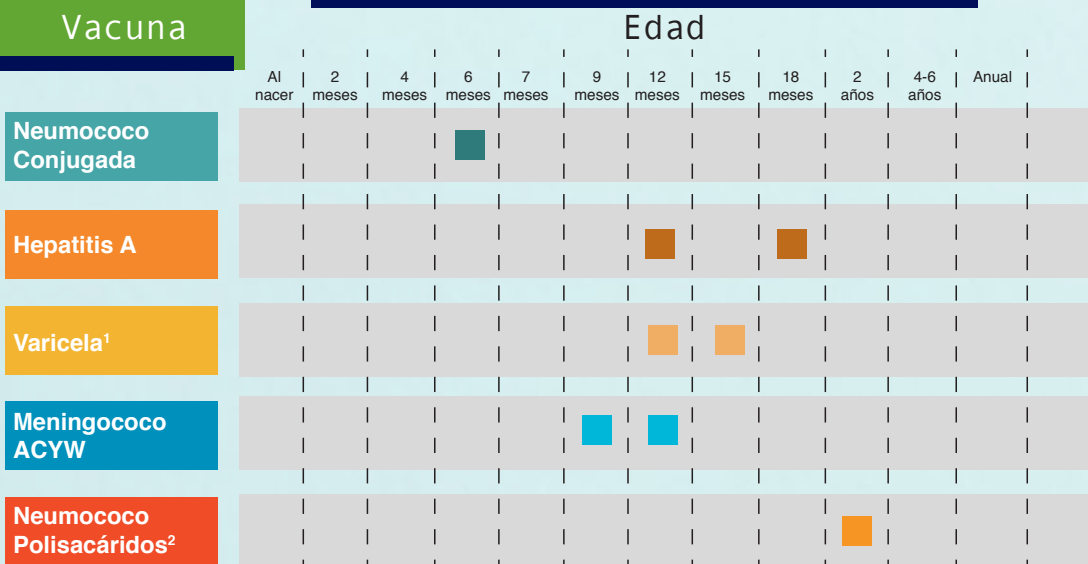 Vacuna
Edad
Al nacer
2 meses
4 meses
6 meses
7 meses
9 meses
12 meses
15 meses
18 meses
2 años
4-6 años
Anual
Neumococo
Conjugada
Hepatitis A
Varicela¹
Meningococo
ACYW
Neumococo
Polisacáridos²